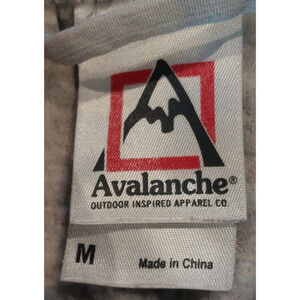 Avalanche®
OUTDOOR INSPIRED APPAREL CO.
M
Made in China